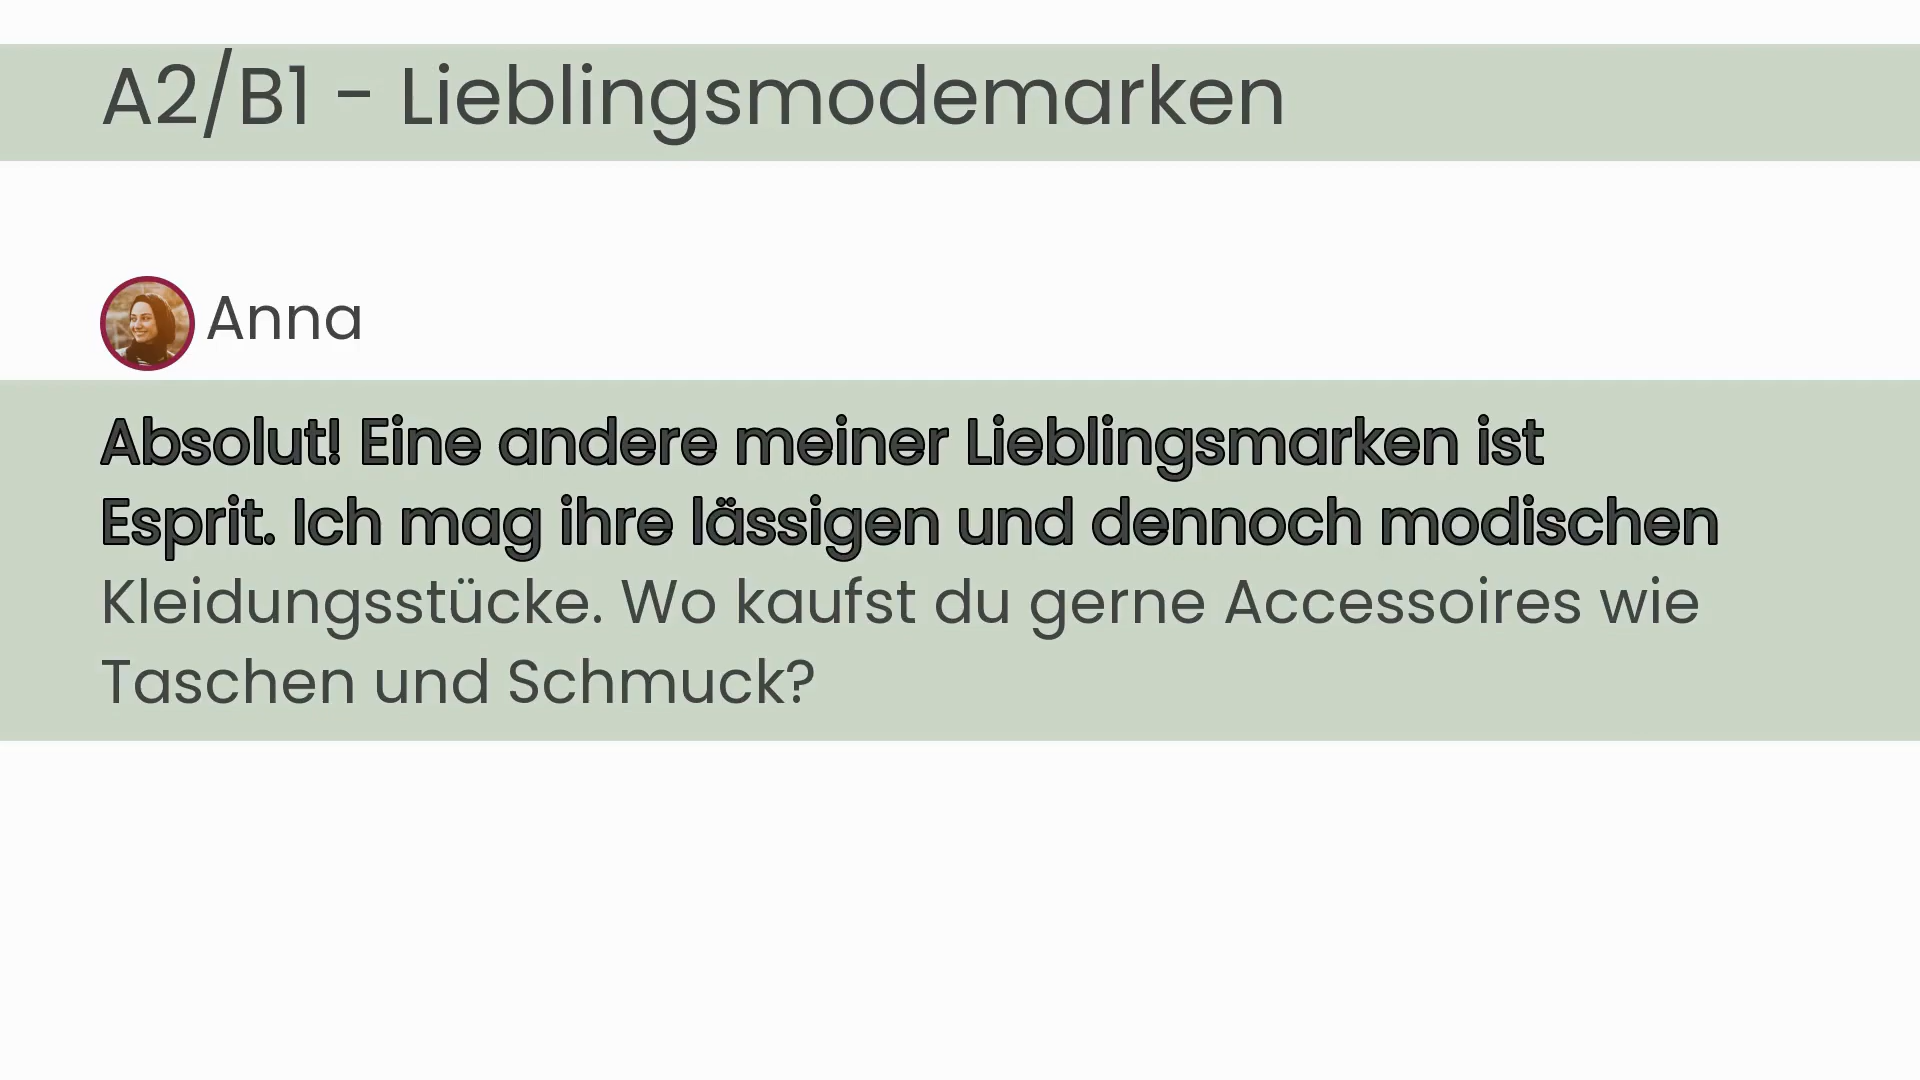 A2/B1 - Lieblingsmodemarken
Anna
Absolut! Eine andere meiner Lieblingsmarken ist
Esprit. Ich mag ihre lässigen und dennoch modischen
Kleidungsstücke. Wo kaufst du gerne Accessoires wie
Taschen und Schmuck?